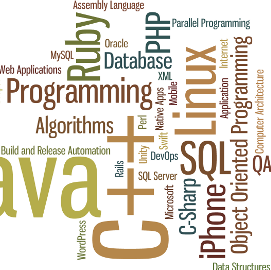 Assembly Language
Ruby
PHP
Parallel Programming
Oracle
MySQL
Database
Linux
Internet
Web Applications
XML
Programming
Native Apps
Mobile
Application
Object Oriented Programming
Computer Architecture
Algorithms
C++
Perl
Swift
Build and Release Automation
Unity
DevOps
SQL
QA
ava
Rails
SQL Server
Microsoft
C-Sharp
iPhone
WordPress
Data Structures